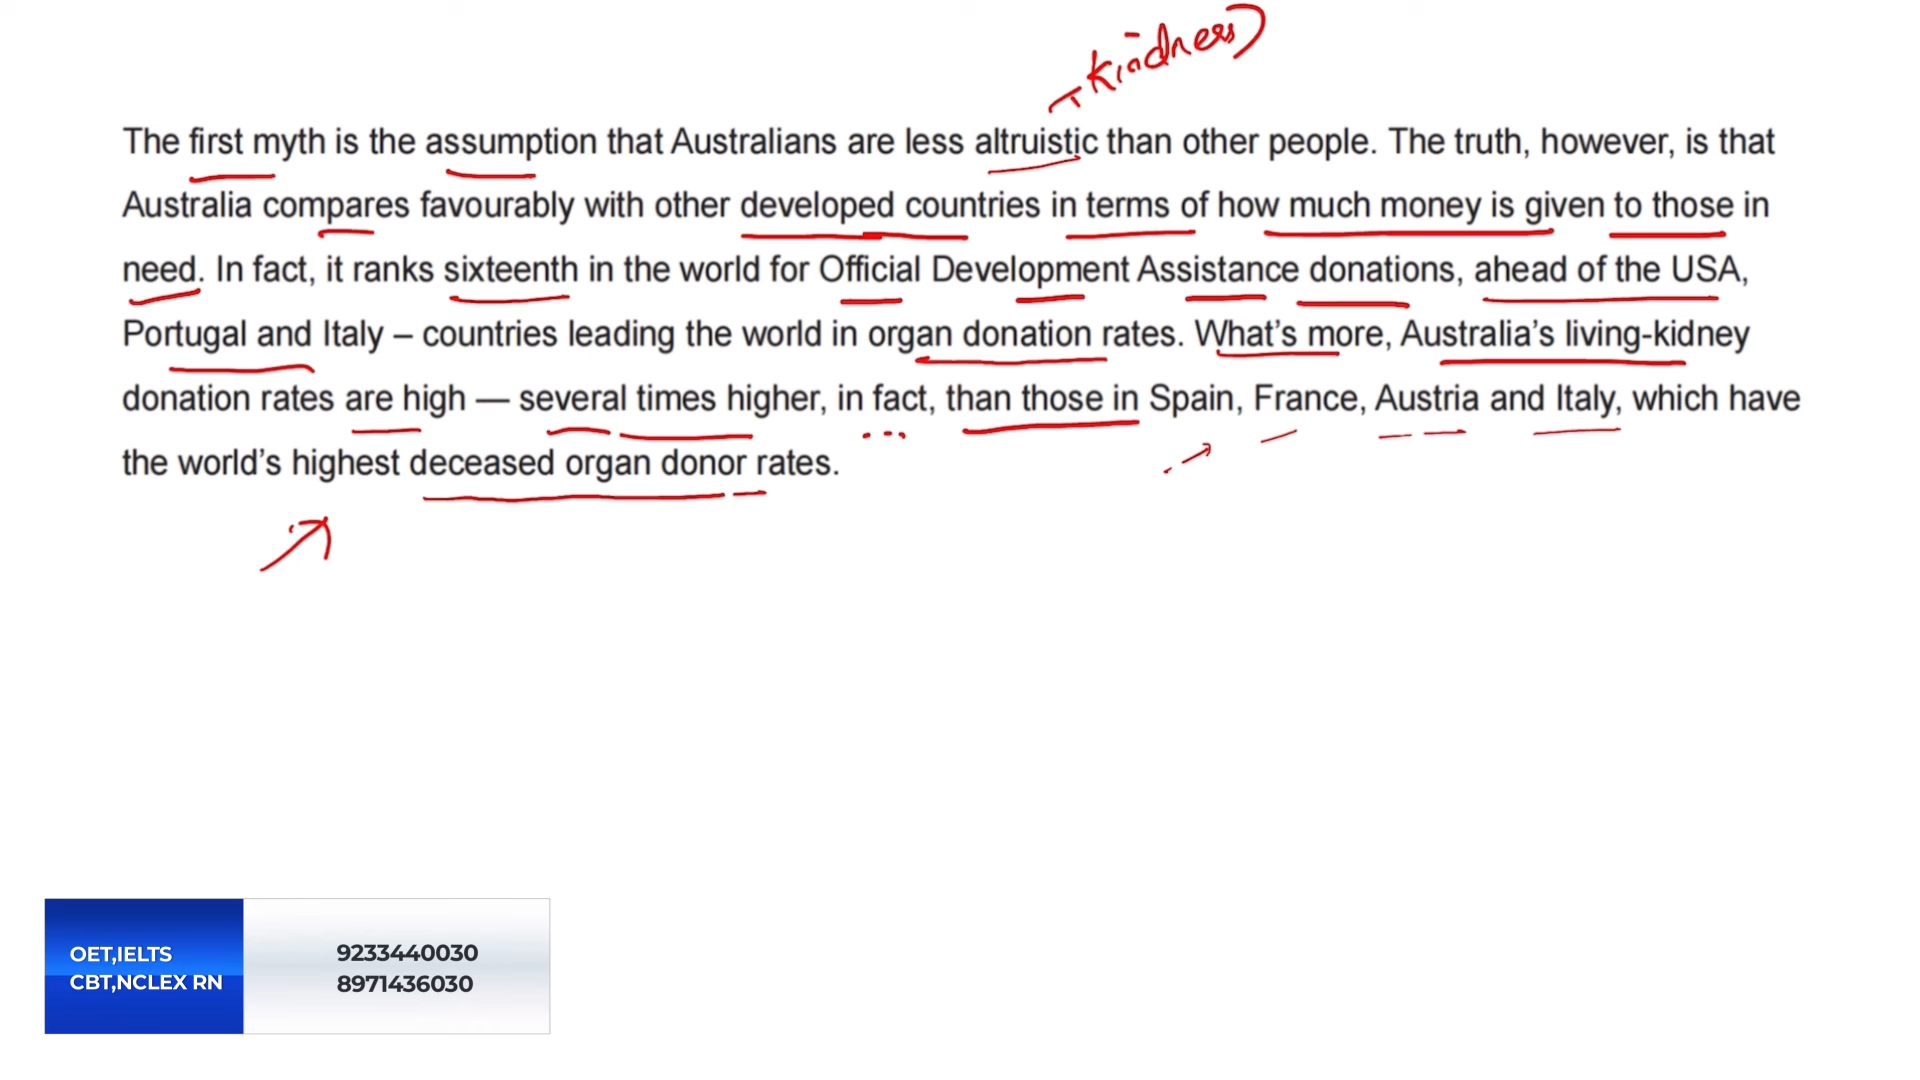 kindness)
The first myth is the assumption that Australians are less altruistic than other people. The truth, however, is that
Australia compares favourably with other developed countries in terms of how much money is given to those in
need. In fact, it ranks sixteenth in the world for Official Development Assistance donations, ahead of the USA,
Portugal and Italy – countries leading the world in organ donation rates. What’s more, Australia’s living-kidney
donation rates are high — several times higher, in fact, than those in Spain, France, Austria and Italy, which have
the world’s highest deceased organ donor rates.
OET,IELTS
CBT,NCLEX RN
9233440030
8971436030